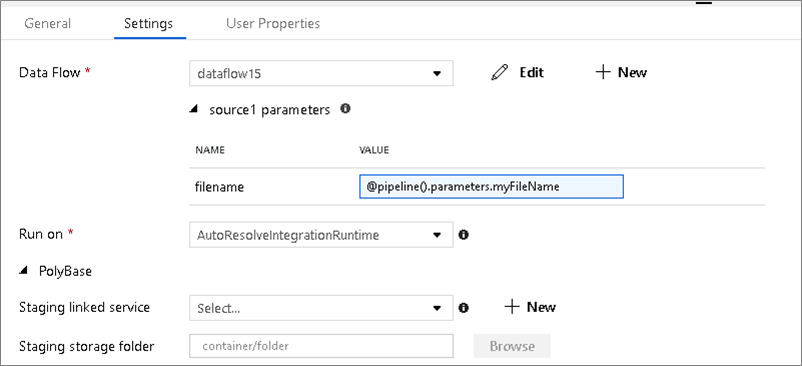 General Settings User Properties
Data Flow * dataflow15 Edit + New
source1 parameters
NAME VALUE
filename @pipeline().parameters.myFileName
Run on * AutoResolveIntegrationRuntime
PolyBase
Staging linked service Select... + New
Staging storage folder container/folder Browse